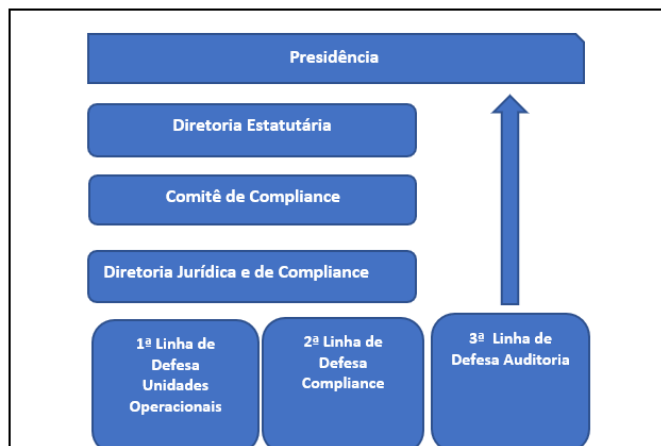 Presidência
Diretoria Estatutária
Comitê de Compliance
Diretoria Jurídica e de Compliance
1ª Linha de
Defesa
Unidades
Operacionais
2ª Linha de
Defesa
Compliance
3ª Linha de
Defesa Auditoria